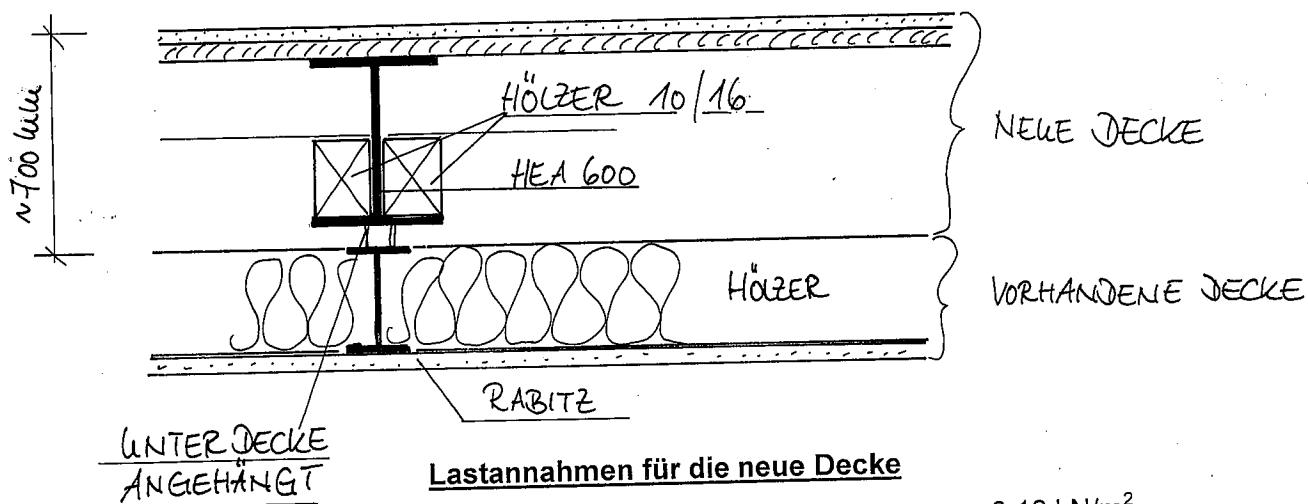 ~700 mm
HÖLZER 10/16
HEA 600
NEUE DECKE
HÖLZER
VORHANDENE DECKE
RABITZ
UNTER DECKE
ANGEHÄNGT
Lastannahmen für die neue Decke